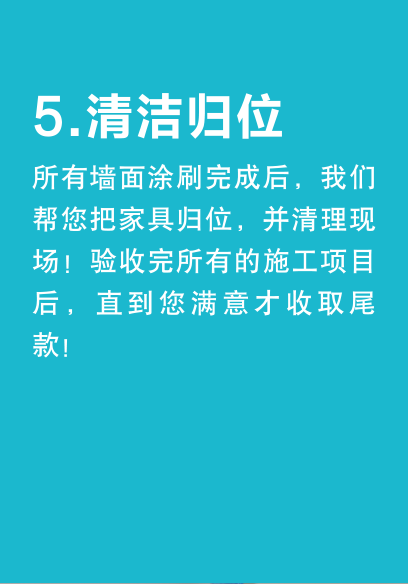 5.清洁归位
所有墙面涂刷完成后，我们
帮您把家具归位，并清理现
场！验收完所有的施工项目
后，直到您满意才收取尾
款！